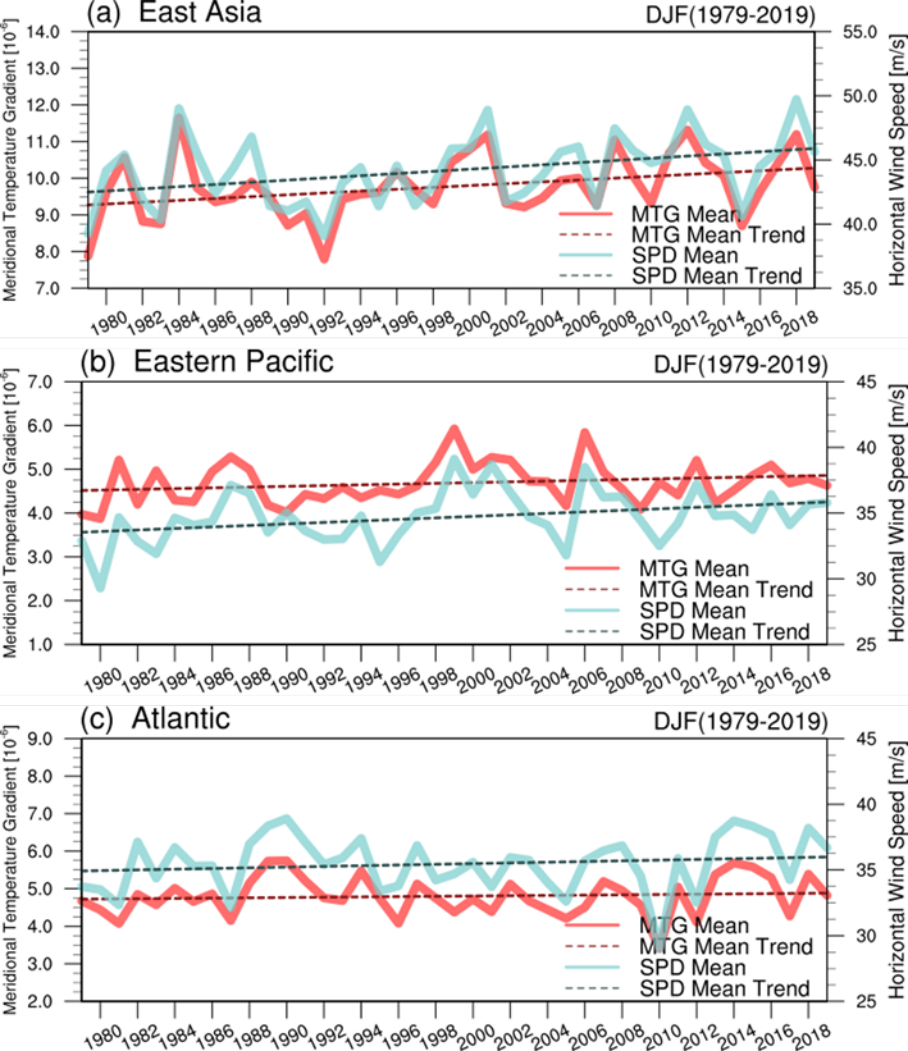 (a) East Asia DJF(1979-2019)
Meridional Temperature Gradient [10⁻⁶]
14.0
13.0
12.0
11.0
10.0
9.0
8.0
7.0
55.0
50.0
45.0
40.0
35.0
Horizontal Wind Speed [m/s]
MTG Mean
MTG Mean Trend
SPD Mean
SPD Mean Trend
1980 1982 1984 1986 1988 1990 1992 1994 1996 1998 2000 2002 2004 2006 2008 2010 2012 2014 2016 2018
(b) Eastern Pacific DJF(1979-2019)
Meridional Temperature Gradient [10⁻⁶]
7.0
6.0
5.0
4.0
3.0
2.0
1.0
45
40
35
30
25
Horizontal Wind Speed [m/s]
MTG Mean
MTG Mean Trend
SPD Mean
SPD Mean Trend
1980 1982 1984 1986 1988 1990 1992 1994 1996 1998 2000 2002 2004 2006 2008 2010 2012 2014 2016 2018
(c) Atlantic DJF(1979-2019)
Meridional Temperature Gradient [10⁻⁶]
9.0
8.0
7.0
6.0
5.0
4.0
3.0
2.0
45
40
35
30
25
Horizontal Wind Speed [m/s]
MTG Mean
MTG Mean Trend
SPD Mean
SPD Mean Trend
1980 1982 1984 1986 1988 1990 1992 1994 1996 1998 2000 2002 2004 2006 2008 2010 2012 2014 2016 2018